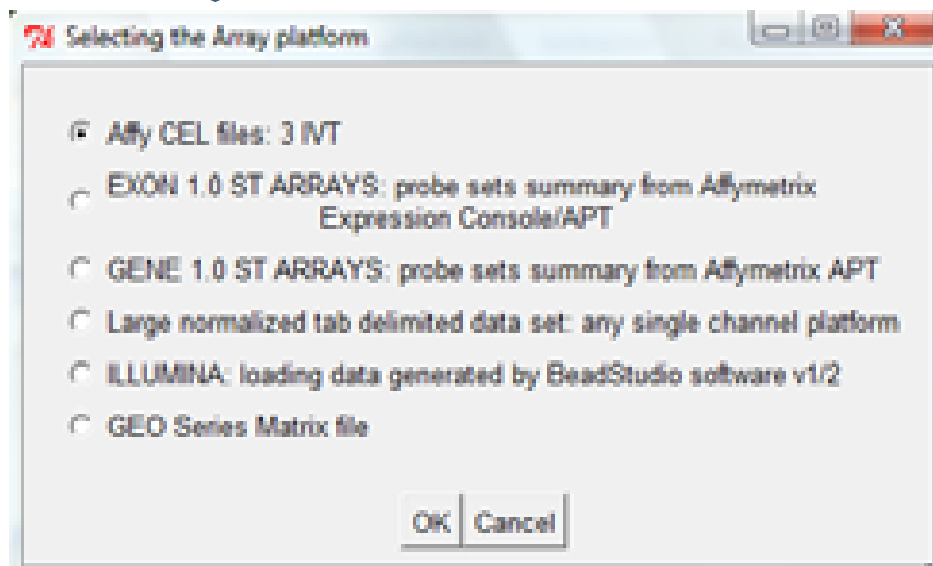 Selecting the Array platform
Affy CEL files: 3 IVT
EXON 1.0 ST ARRAYS: probe sets summary from Affymetrix
Expression Console/APT
GENE 1.0 ST ARRAYS: probe sets summary from Affymetrix APT
Large normalized tab delimited data set: any single channel platform
ILLUMINA: loading data generated by BeadStudio software v1/2
GEO Series Matrix file
OK Cancel